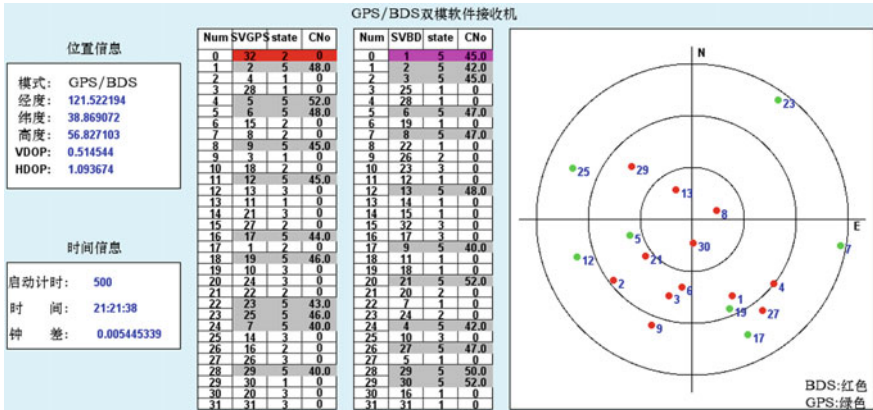 GPS/BDS双模软件接收机
位置信息
模式: GPS/BDS
经度: 121.522194
纬度: 38.869072
高度: 56.827103
VDOP: 0.514544
HDOP: 1.093674
时间信息
启动计时: 500
时 间: 21:21:38
钟 差: 0.005445339
Num SVGPS state CNo
0 32 2 0
1 2 5 48.0
2 4 1 0
3 28 1 0
4 5 5 52.0
5 6 5 48.0
6 15 2 0
7 8 2 0
8 9 5 45.0
9 3 1 0
10 18 2 0
11 12 5 45.0
12 13 3 0
13 11 1 0
14 21 3 0
15 27 2 0
16 17 5 44.0
17 1 2 0
18 19 5 46.0
19 10 3 0
20 24 3 0
21 22 2 0
22 23 5 43.0
23 25 5 46.0
24 7 5 40.0
25 14 3 0
26 16 2 0
27 26 3 0
28 29 5 40.0
29 30 1 0
30 20 3 0
31 31 3 0
Num SVBD state CNo
0 1 5 45.0
1 2 5 42.0
2 3 5 45.0
3 25 1 0
4 28 1 0
5 6 5 47.0
6 19 1 0
7 8 5 47.0
8 22 1 0
9 26 2 0
10 23 3 0
11 12 1 0
12 13 5 48.0
13 14 1 0
14 15 1 0
15 32 3 0
16 17 3 0
17 9 5 40.0
18 11 1 0
19 18 1 0
20 21 5 52.0
21 20 2 0
22 7 1 0
23 24 2 0
24 4 5 42.0
25 10 3 0
26 27 5 47.0
27 5 1 0
28 29 5 50.0
29 30 5 52.0
30 16 1 0
31 31 1 0
N
23
25
29
13
8
E
5
7
30
12
21
2
6
4
3
1
19
27
9
17
BDS:红色
GPS:绿色